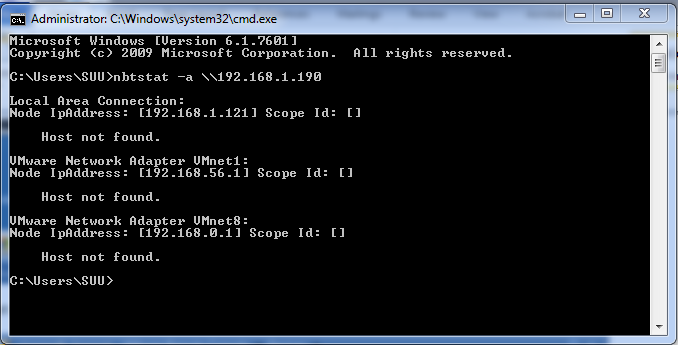 Administrator: C:\Windows\system32\cmd.exe
Microsoft Windows [Version 6.1.7601]
Copyright (c) 2009 Microsoft Corporation.  All rights reserved.
C:\Users\SUU>nbtstat -a \\192.168.1.190
Local Area Connection:
Node IpAddress: [192.168.1.121] Scope Id: []
Host not found.
VMware Network Adapter VMnet1:
Node IpAddress: [192.168.56.1] Scope Id: []
Host not found.
VMware Network Adapter VMnet8:
Node IpAddress: [192.168.0.1] Scope Id: []
Host not found.
C:\Users\SUU>